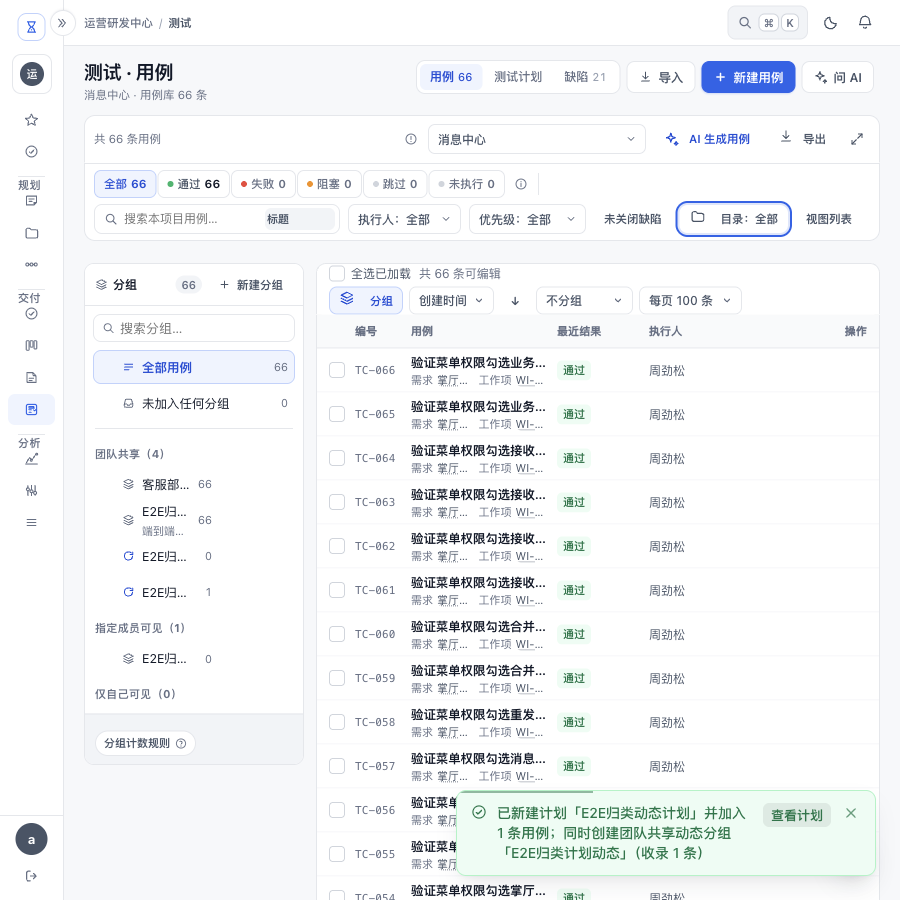 运营研发中心 / 测试
⌘ K
运
规划
交付
分析
a
测试 · 用例
消息中心 · 用例库 66 条
用例 66
测试计划
缺陷 21
导入
新建用例
问 AI
共 66 条用例
消息中心
AI 生成用例
导出
全部 66
通过 66
失败 0
阻塞 0
跳过 0
未执行 0
搜索本项目用例...
标题
执行人: 全部
优先级: 全部
未关闭缺陷
目录: 全部
视图列表
分组
66
新建分组
搜索分组...
全部用例 66
未加入任何分组 0
团队共享 (4)
客服部... 66
E2E归... 66
端到端...
E2E归... 0
E2E归... 1
指定成员可见 (1)
E2E归... 0
仅自己可见 (0)
分组计数规则
全选已加载 共 66 条可编辑
分组
创建时间
不分组
每页 100 条
编号 用例 最近结果 执行人 操作
TC-066 验证菜单权限勾选业务... 通过 周劲松
需求 掌厅... 工作项 WI-...
TC-065 验证菜单权限勾选业务... 通过 周劲松
需求 掌厅... 工作项 WI-...
TC-064 验证菜单权限勾选接收... 通过 周劲松
需求 掌厅... 工作项 WI-...
TC-063 验证菜单权限勾选接收... 通过 周劲松
需求 掌厅... 工作项 WI-...
TC-062 验证菜单权限勾选接收... 通过 周劲松
需求 掌厅... 工作项 WI-...
TC-061 验证菜单权限勾选接收... 通过 周劲松
需求 掌厅... 工作项 WI-...
TC-060 验证菜单权限勾选合并... 通过 周劲松
需求 掌厅... 工作项 WI-...
TC-059 验证菜单权限勾选合并... 通过 周劲松
需求 掌厅... 工作项 WI-...
TC-058 验证菜单权限勾选重发... 通过 周劲松
需求 掌厅... 工作项 WI-...
TC-057 验证菜单权限勾选消息... 通过 周劲松
需求 掌厅... 工作项 WI-...
TC-056 验证菜单
需求 掌厅
TC-055 验证菜单
需求 掌厅
TC-054 验证菜单权限勾选掌厅... 通过 周劲松
已新建计划「E2E归类动态计划」并加入
1 条用例；同时创建团队共享动态分组
「E2E归类计划动态」（收录 1 条）
查看计划